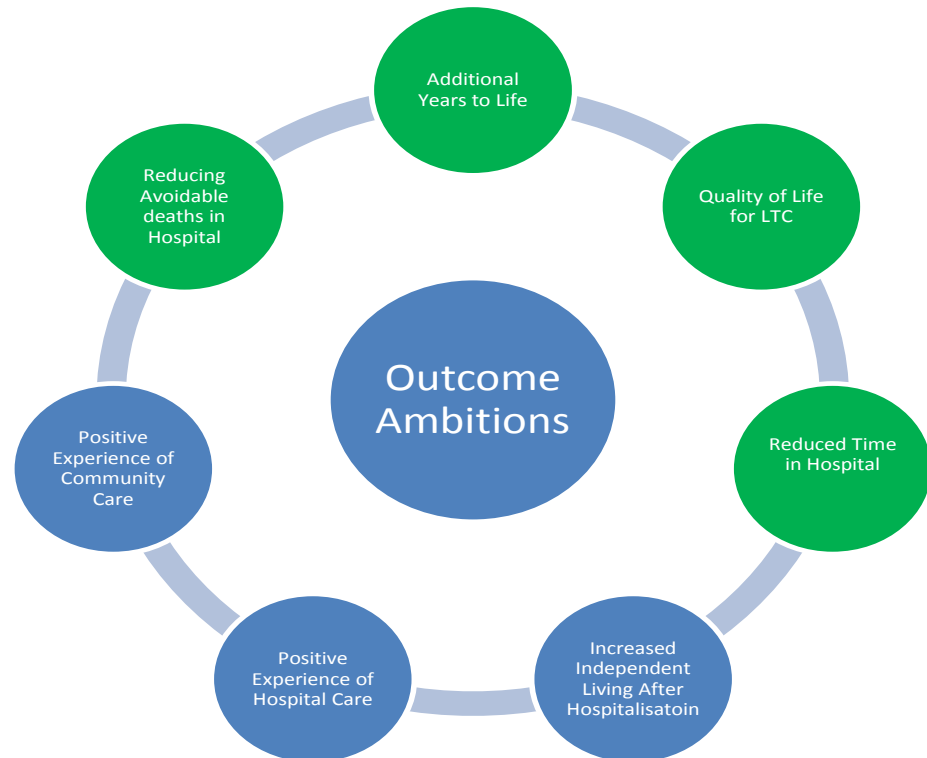 Additional
Years to Life
Quality of Life
for LTC
Reduced Time
in Hospital
Increased
Independent
Living After
Hospitalisatoin
Positive
Experience of
Hospital Care
Positive
Experience of
Community
Care
Reducing
Avoidable
deaths in
Hospital
Outcome
Ambitions